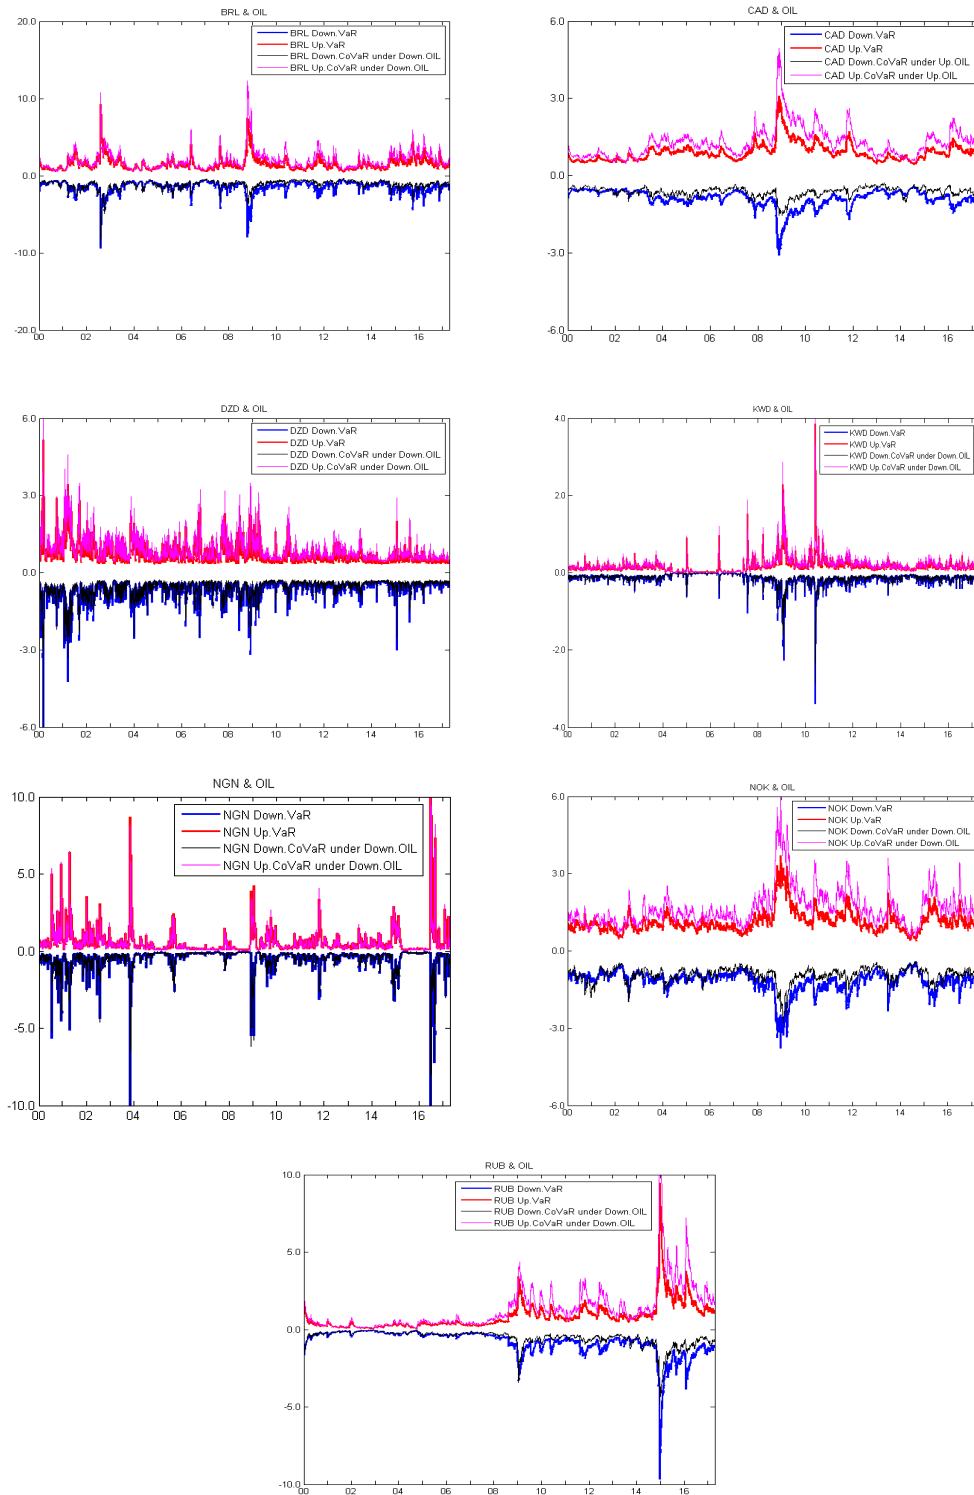 BRL & OIL
BRL Down.VaR
BRL Up.VaR
BRL Down.CoVaR under Down.OIL
BRL Up.CoVaR under Down.OIL
20.0
10.0
0.0
-10.0
-20.0
00 02 04 06 08 10 12 14 16
CAD & OIL
CAD Down.VaR
CAD Up.VaR
CAD Down.CoVaR under Up.OIL
CAD Up.CoVaR under Up.OIL
6.0
3.0
0.0
-3.0
-6.0
00 02 04 06 08 10 12 14 16
DZD & OIL
DZD Down.VaR
DZD Up.VaR
DZD Down.CoVaR under Down.OIL
DZD Up.CoVaR under Down.OIL
6.0
3.0
0.0
-3.0
-6.0
00 02 04 06 08 10 12 14 16
KWD & OIL
KWD Down.VaR
KWD Up.VaR
KWD Down.CoVaR under Down.OIL
KWD Up.CoVaR under Down.OIL
4.0
2.0
0.0
-2.0
-4.0
00 02 04 06 08 10 12 14 16
NGN & OIL
NGN Down.VaR
NGN Up.VaR
NGN Down.CoVaR under Down.OIL
NGN Up.CoVaR under Down.OIL
10.0
5.0
0.0
-5.0
-10.0
00 02 04 06 08 10 12 14 16
NOK & OIL
NOK Down.VaR
NOK Up.VaR
NOK Down.CoVaR under Down.OIL
NOK Up.CoVaR under Down.OIL
6.0
3.0
0.0
-3.0
-6.0
00 02 04 06 08 10 12 14 16
RUB & OIL
RUB Down.VaR
RUB Up.VaR
RUB Down.CoVaR under Down.OIL
RUB Up.CoVaR under Down.OIL
10.0
5.0
0.0
-5.0
-10.0
00 02 04 06 08 10 12 14 16